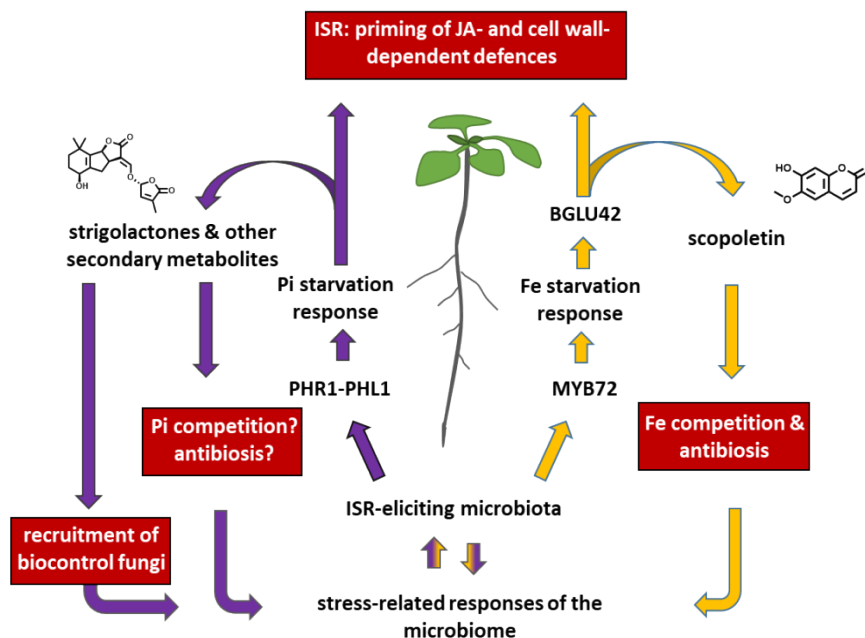 ISR: priming of JA- and cell wall-
dependent defences
OH
O
O
O
O
O
strigolactones & other
secondary metabolites
BGLU42
HO
O
O
scopoletin
Pi starvation
response
Fe starvation
response
PHR1-PHL1
MYB72
Pi competition?
antibiosis?
Fe competition &
antibiosis
ISR-eliciting microbiota
recruitment of
biocontrol fungi
stress-related responses of the
microbiome